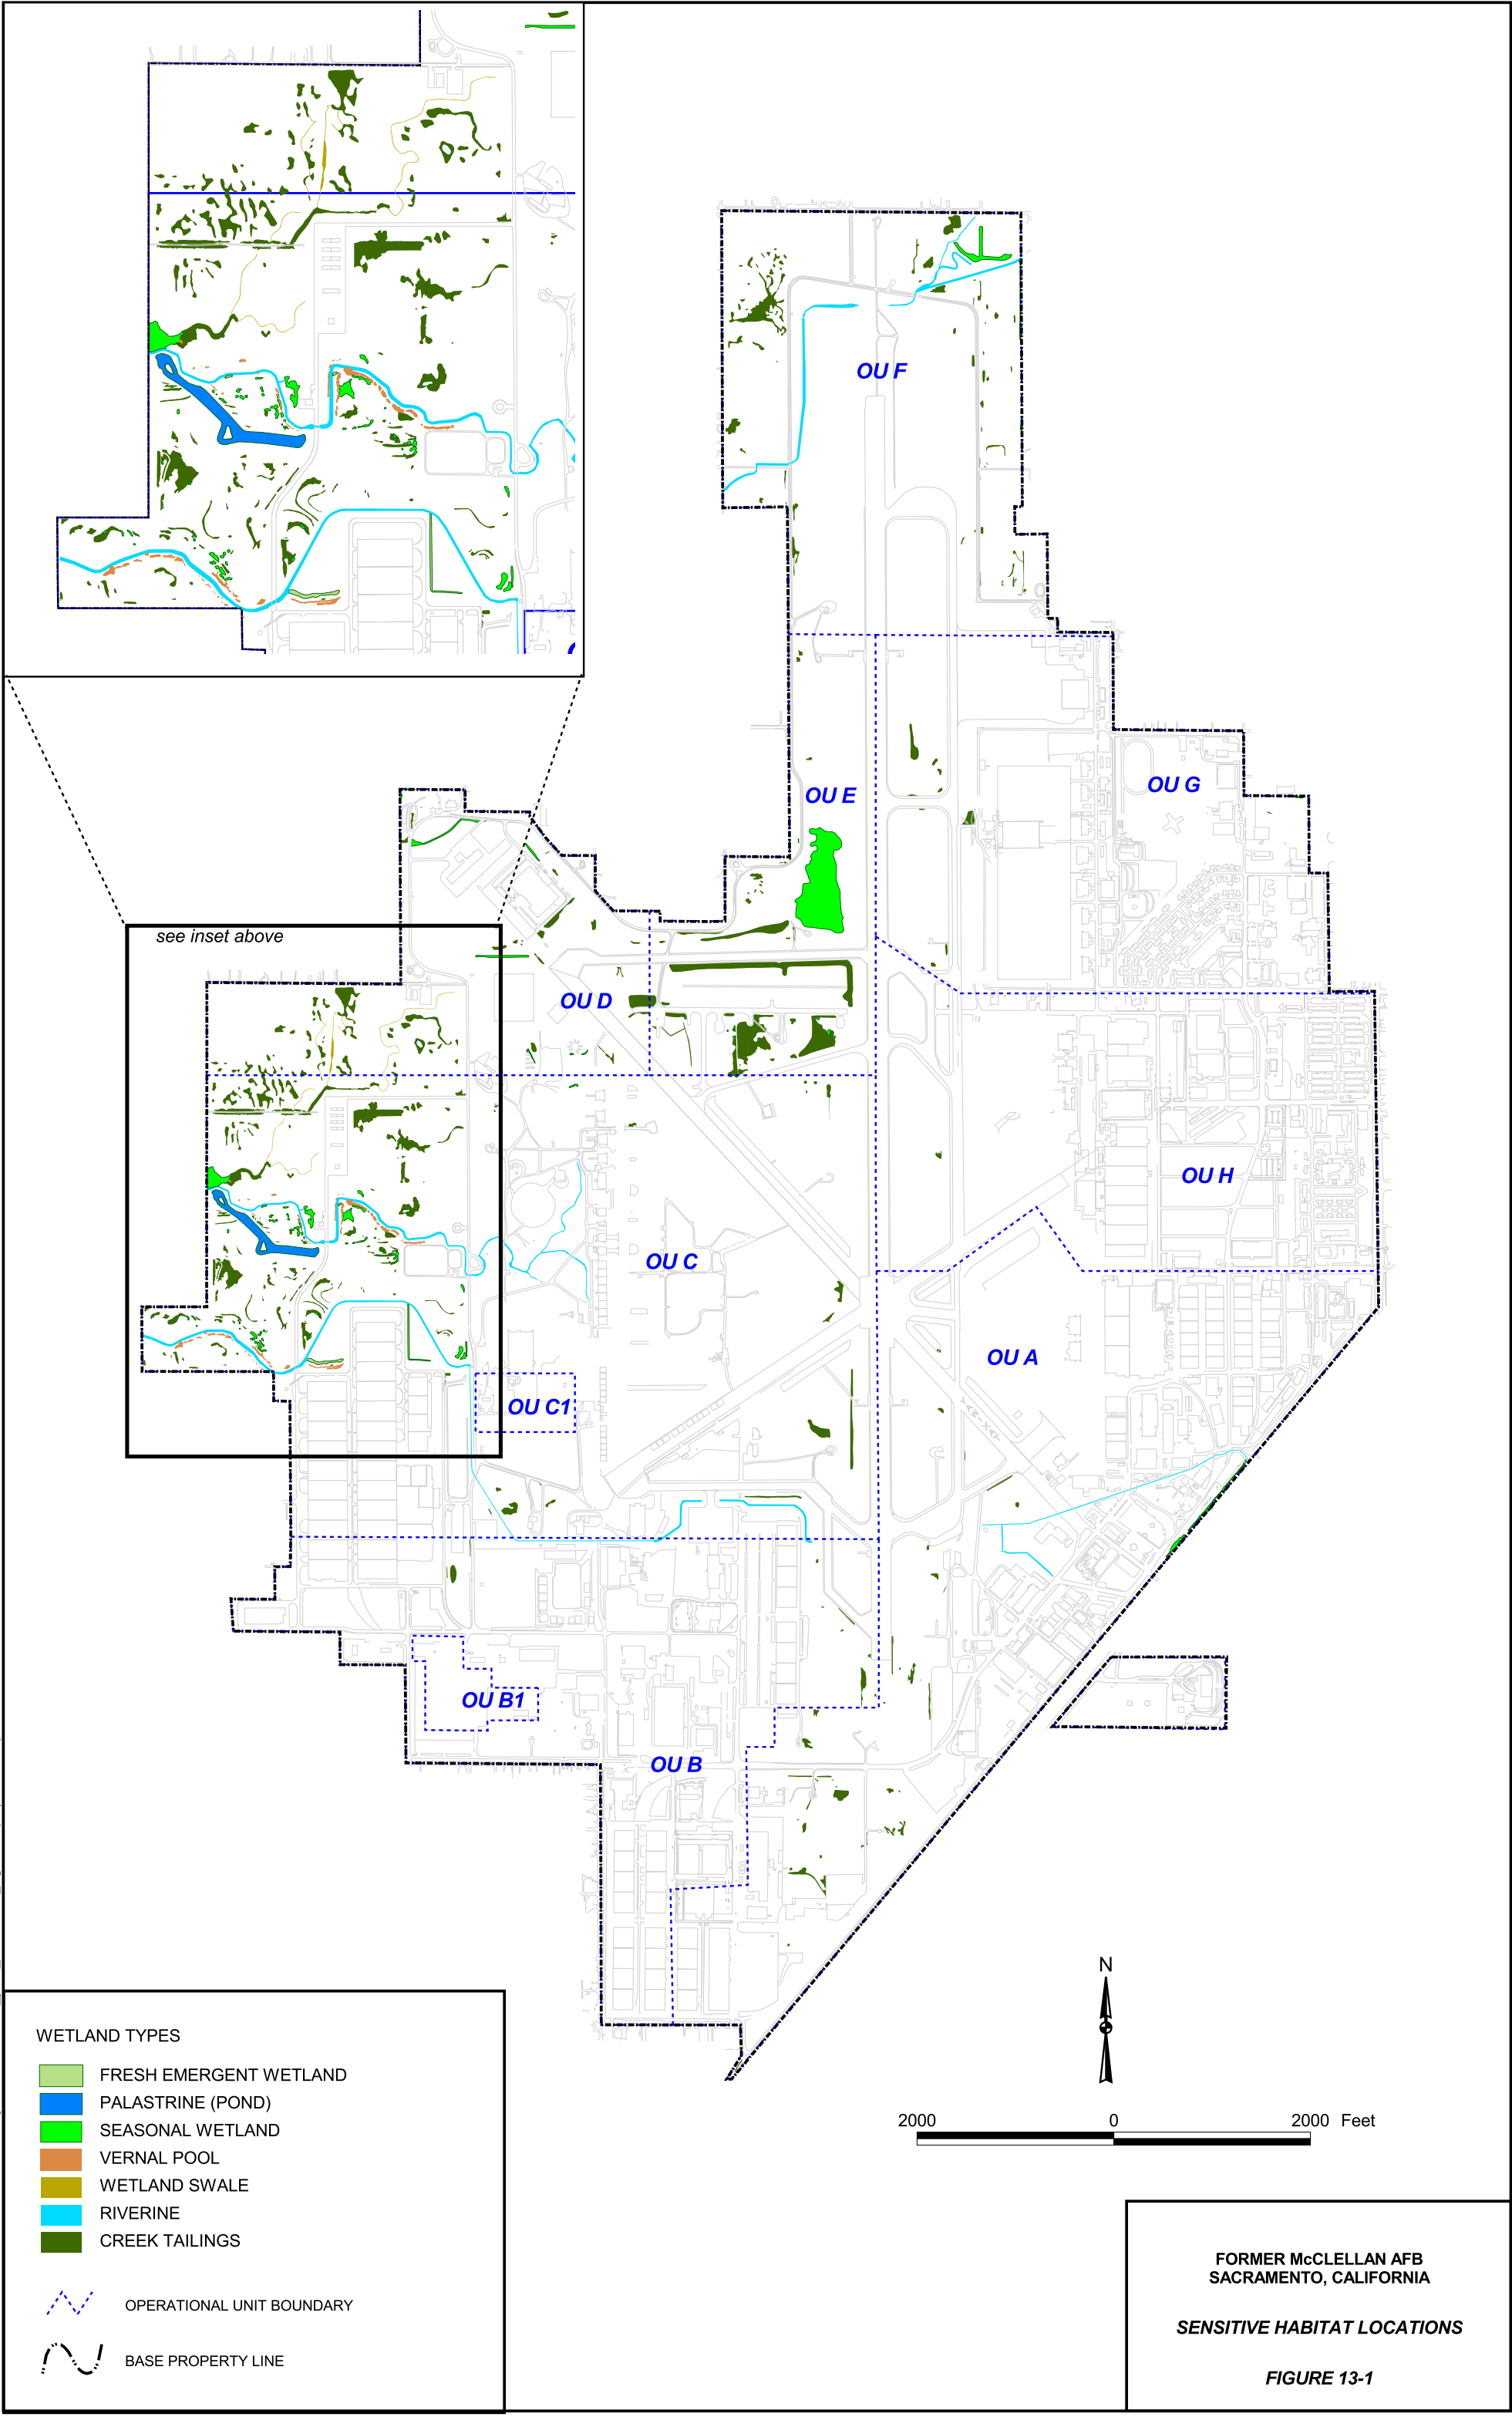 OU F
OU E
OU G
see inset above
OU D
OU H
OU C
OU A
OU C1
OU B1
OU B
N
2000 0 2000 Feet
WETLAND TYPES
FRESH EMERGENT WETLAND
PALASTRINE (POND)
SEASONAL WETLAND
VERNAL POOL
WETLAND SWALE
RIVERINE
CREEK TAILINGS
OPERATIONAL UNIT BOUNDARY
BASE PROPERTY LINE
FORMER McCLELLAN AFB
SACRAMENTO, CALIFORNIA
SENSITIVE HABITAT LOCATIONS
FIGURE 13-1